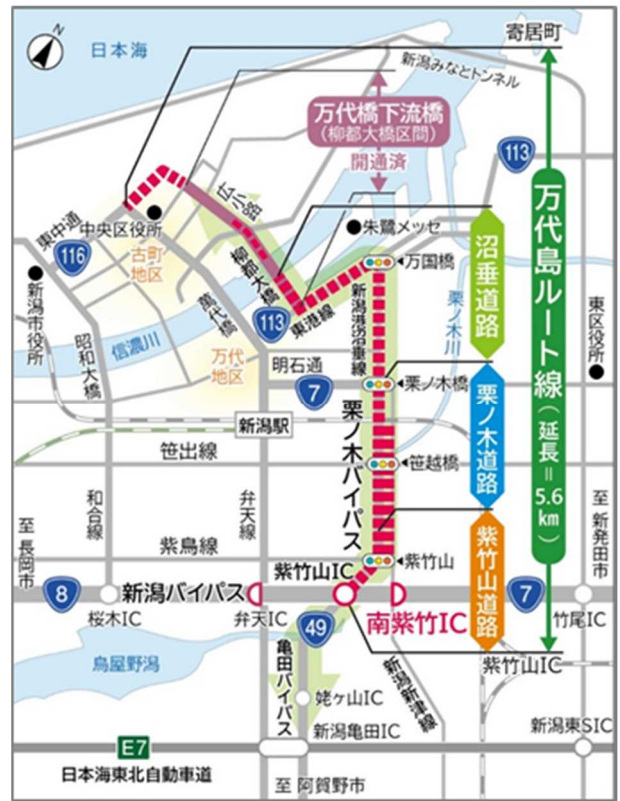 N
日本海
寄居町
新潟みなとトンネル
万代橋下流橋
(柳都大橋区間)
開通済
113
広小路
中央区役所
東中通
116
古町
地区
朱鷺メッセ
万国橋
沼垂道路
万代島ルート線(延長=5.6km)
柳都大橋
萬代橋
113
東港線
新潟港沼垂線
栗ノ木川
新潟市役所
昭和大橋
信濃川
万代
地区
明石通
7
栗ノ木橋
東区役所
新潟駅
栗ノ木バイパス
栗ノ木道路
笹出線
笹越橋
和合線
弁天線
至 長岡市
至 新発田市
紫鳥線
紫竹山IC
紫竹山
紫竹山道路
8
新潟バイパス
南紫竹IC
7
桜木IC
弁天IC
49
竹尾IC
紫竹山IC
鳥屋野潟
亀田バイパス
新潟新津線
姥ヶ山IC
新潟亀田IC
新潟東SIC
E7
日本海東北自動車道
至 阿賀野市